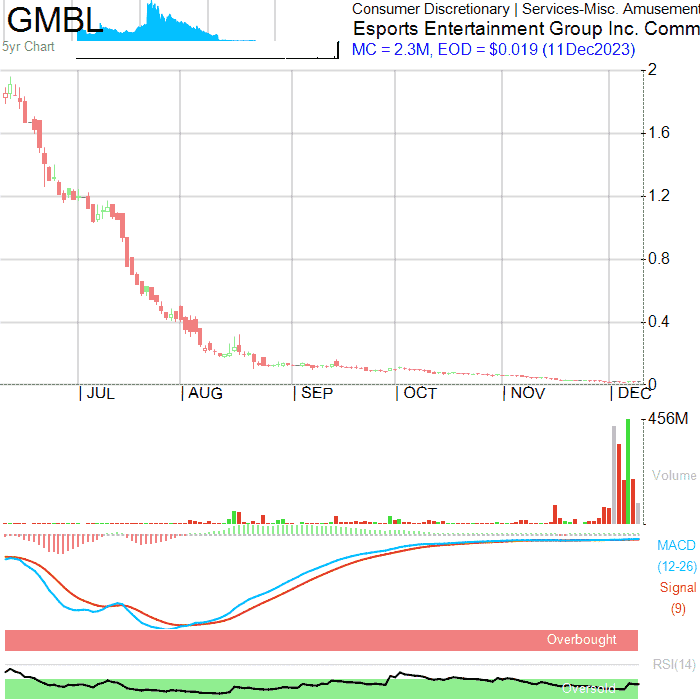 GMBL
Consumer Discretionary | Services-Misc. Amusement
Esports Entertainment Group Inc. Comm
5yr Chart
MC = 2.3M, EOD = $0.019 (11Dec2023)
2
1.6
1.2
0.8
0.4
0
JUL AUG SEP OCT NOV DEC
456M
Volume
MACD
(12-26)
Signal
(9)
Overbought
RSI(14)
Oversold